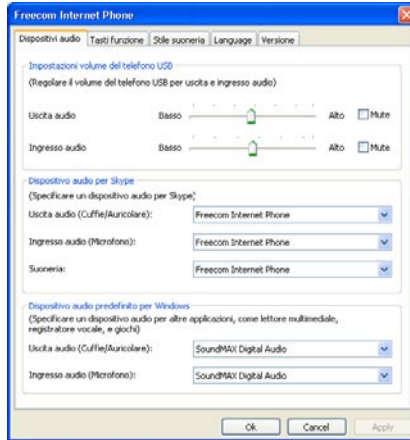 Freecom Internet Phone
Dispositivi audio Tasti funzione Stile suoneria Language Versione
Impostazioni volume del telefono USB
(Regolare il volume del telefono USB per uscita e ingresso audio)
Uscita audio Basso Alto Mute
Ingresso audio Basso Alto Mute
Dispositivo audio per Skype
(Specificare un dispositivo audio per Skype)
Uscita audio (Cuffie/Auricolare): Freecom Internet Phone
Ingresso audio (Microfono): Freecom Internet Phone
Suoneria: Freecom Internet Phone
Dispositivo audio predefinito per Windows
(Specificare un dispositivo audio per altre applicazioni, come lettore multimediale,
registratore vocale, e giochi)
Uscita audio (Cuffie/Auricolare): SoundMAX Digital Audio
Ingresso audio (Microfono): SoundMAX Digital Audio
Ok Cancel Apply